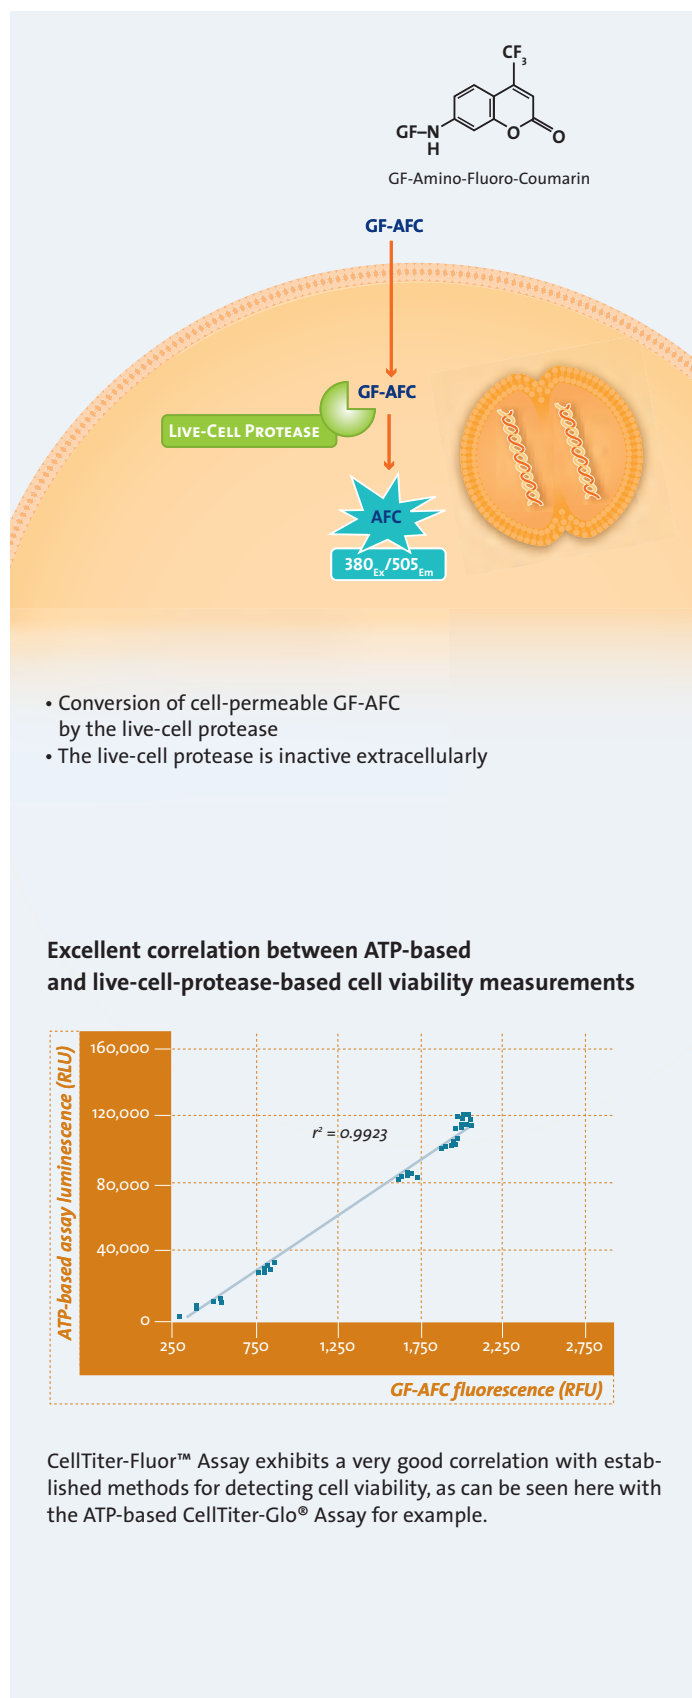 CF3
GF–N
H
O
O
GF-Amino-Fluoro-Coumarin
GF-AFC
GF-AFC
LIVE-CELL PROTEASE
AFC
380Ex/505Em
• Conversion of cell-permeable GF-AFC
by the live-cell protease
• The live-cell protease is inactive extracellularly
Excellent correlation between ATP-based
and live-cell-protease-based cell viability measurements
ATP-based assay luminescence (RLU)
160,000
120,000
r² = 0.9923
80,000
40,000
0
250 750 1,250 1,750 2,250 2,750
GF-AFC fluorescence (RFU)
CellTiter-Fluor™ Assay exhibits a very good correlation with estab-
lished methods for detecting cell viability, as can be seen here with
the ATP-based CellTiter-Glo® Assay for example.